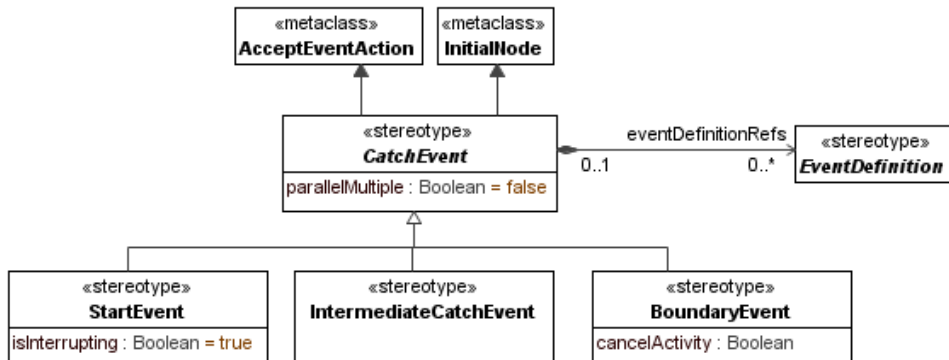 «metaclass»
AcceptEventAction
«metaclass»
InitialNode
«stereotype»
CatchEvent
parallelMultiple : Boolean = false
eventDefinitionRefs
0..1
0..*
«stereotype»
EventDefinition
«stereotype»
StartEvent
isInterrupting : Boolean = true
«stereotype»
IntermediateCatchEvent
«stereotype»
BoundaryEvent
cancelActivity : Boolean